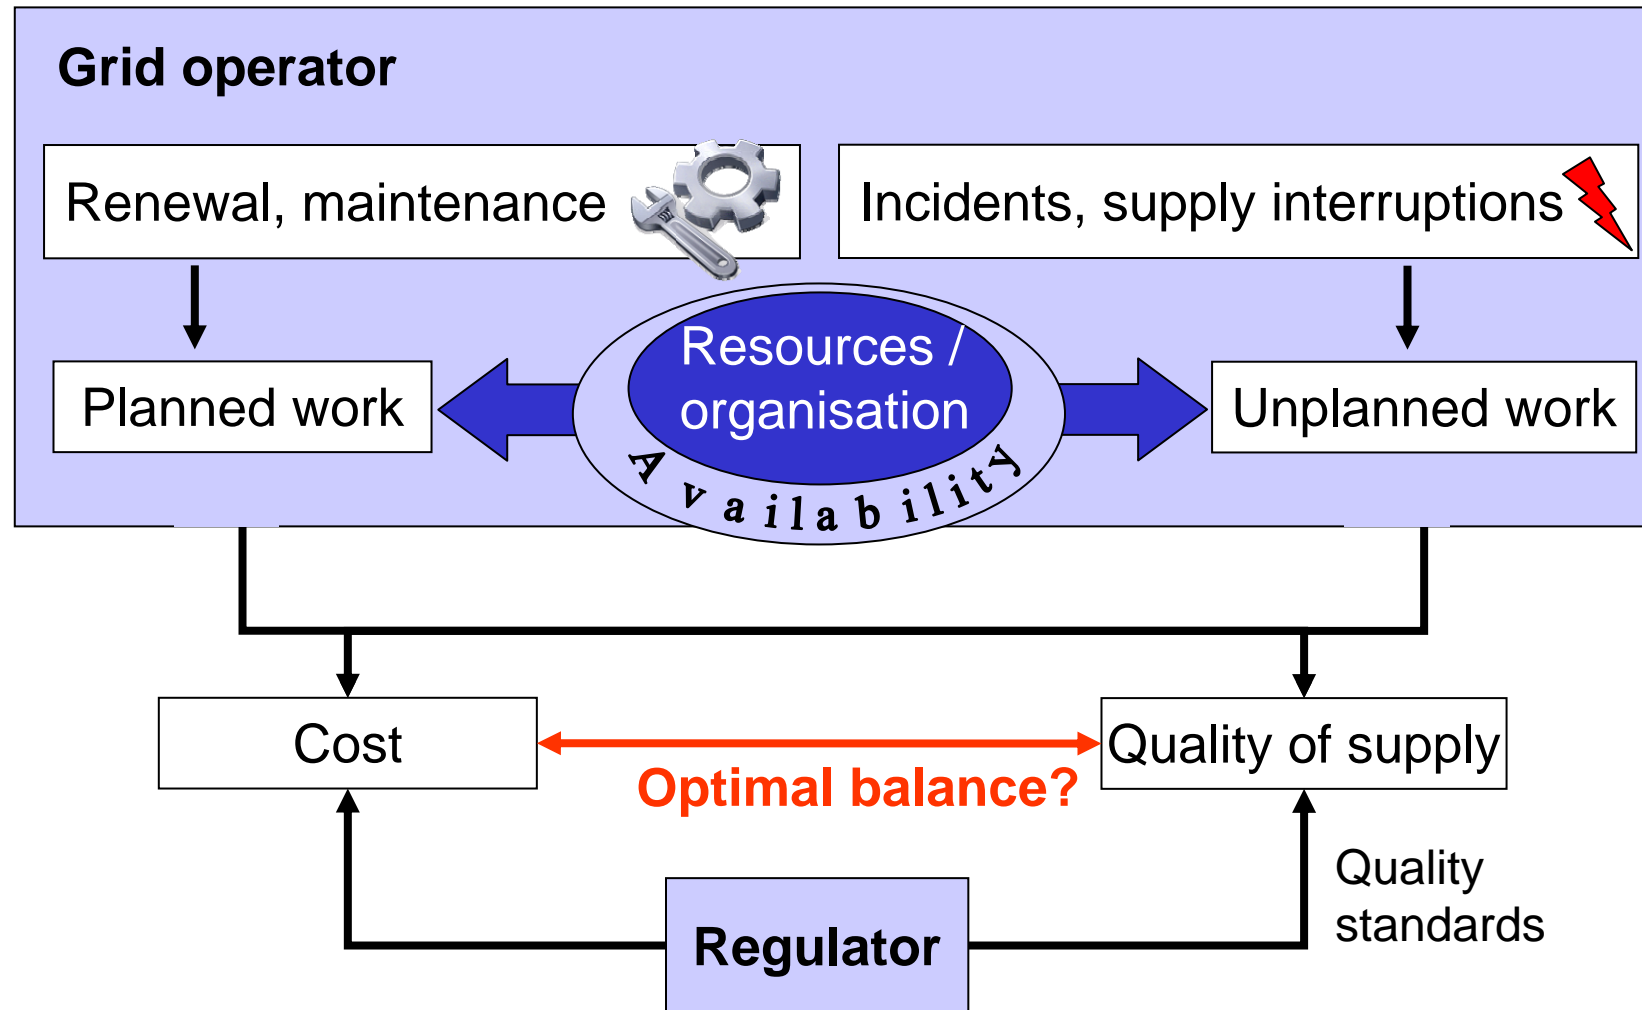 Grid operator
Renewal, maintenance
Incidents, supply interruptions
Resources /
organisation
Planned work
Unplanned work
Availability
Cost
Quality of supply
Optimal balance?
Quality
standards
Regulator